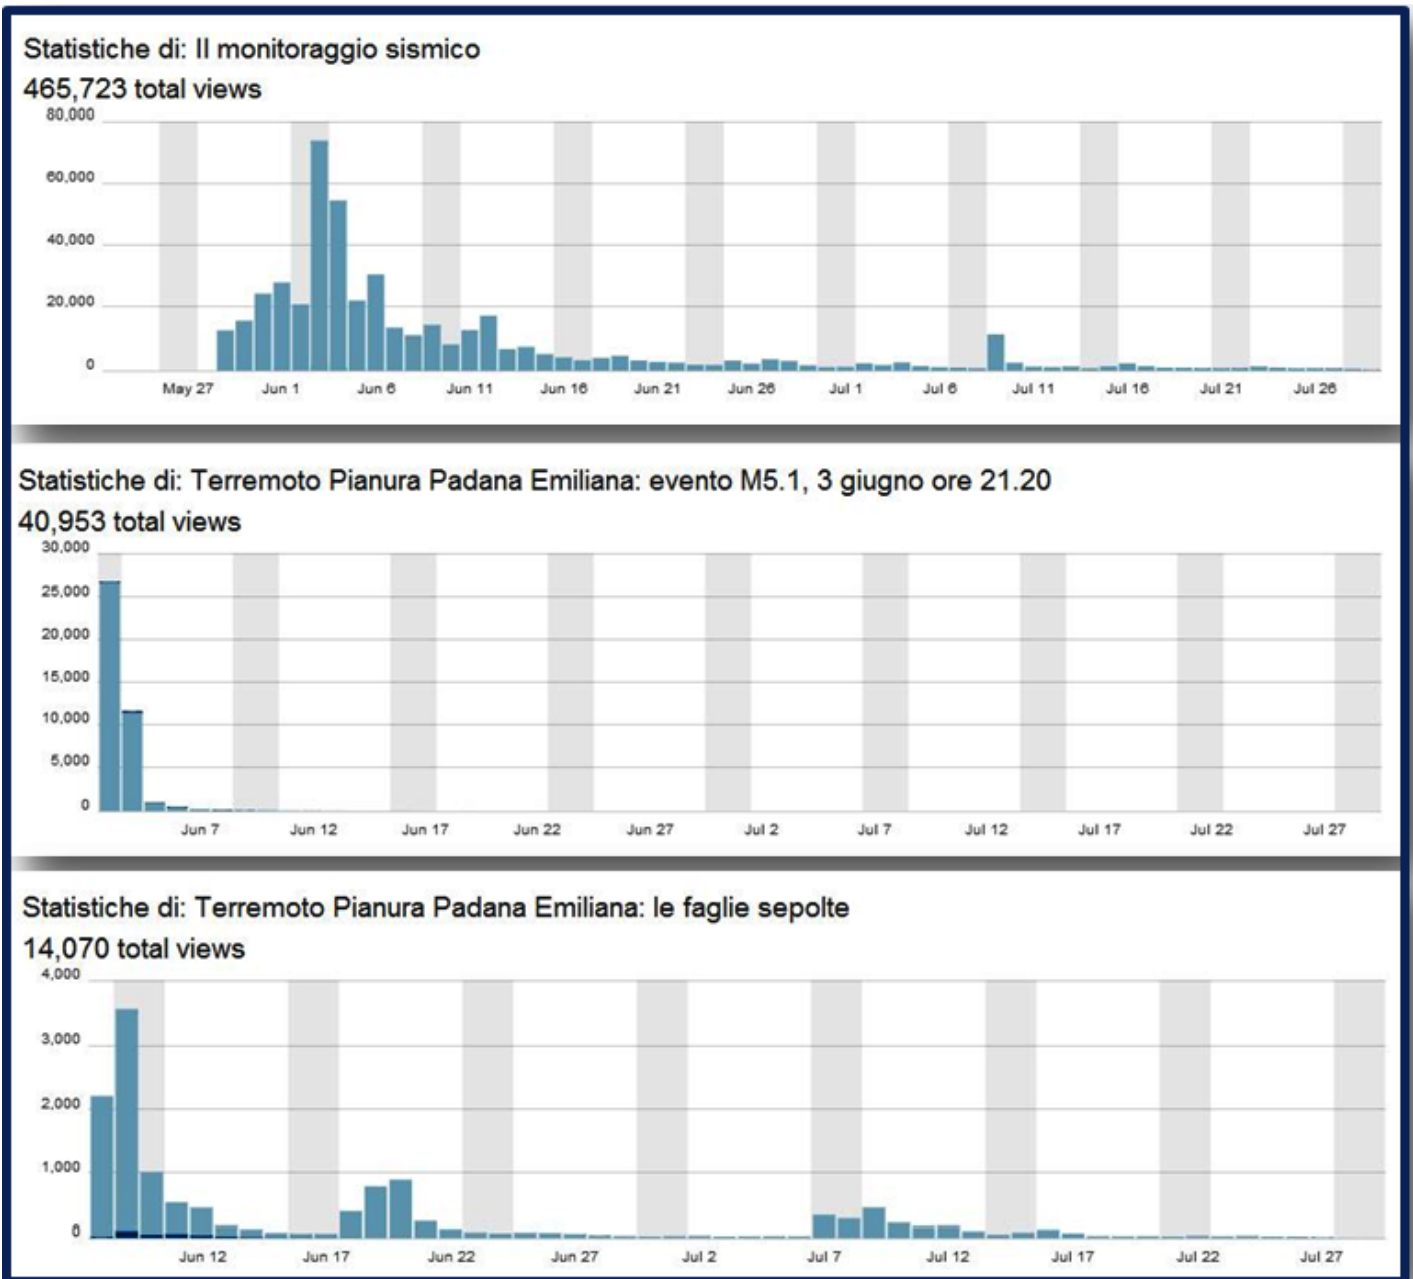 Statistiche di: Il monitoraggio sismico
465,723 total views
80,000
60,000
40,000
20,000
0
May 27 Jun 1 Jun 6 Jun 11 Jun 16 Jun 21 Jun 26 Jul 1 Jul 6 Jul 11 Jul 16 Jul 21 Jul 26
Statistiche di: Terremoto Pianura Padana Emiliana: evento M5.1, 3 giugno ore 21.20
40,953 total views
30,000
25,000
20,000
15,000
10,000
5,000
0
Jun 7 Jun 12 Jun 17 Jun 22 Jun 27 Jul 2 Jul 7 Jul 12 Jul 17 Jul 22 Jul 27
Statistiche di: Terremoto Pianura Padana Emiliana: le faglie sepolte
14,070 total views
4,000
3,000
2,000
1,000
0
Jun 12 Jun 17 Jun 22 Jun 27 Jul 2 Jul 7 Jul 12 Jul 17 Jul 22 Jul 27